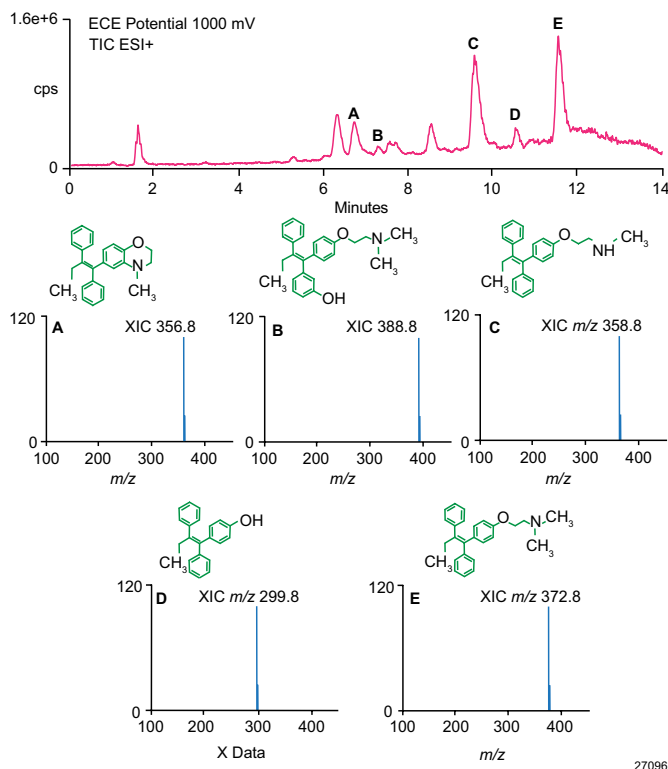 1.6e+6
ECE Potential 1000 mV
TIC ESI+
cps
0
A
B
C
D
E
0 2 4 6 8 10 12 14
Minutes
O
N
CH₃
CH₃
O
N
CH₃
CH₃
CH₃
OH
O
NH
CH₃
CH₃
120
A
XIC 356.8
0
100 200 300 400
m/z
120
B
XIC 388.8
0
100 200 300 400
m/z
120
C
XIC m/z 358.8
0
100 200 300 400
m/z
OH
CH₃
O
N
CH₃
CH₃
CH₃
120
D
XIC m/z 299.8
0
100 200 300 400
X Data
120
E
XIC m/z 372.8
0
100 200 300 400
m/z
27096